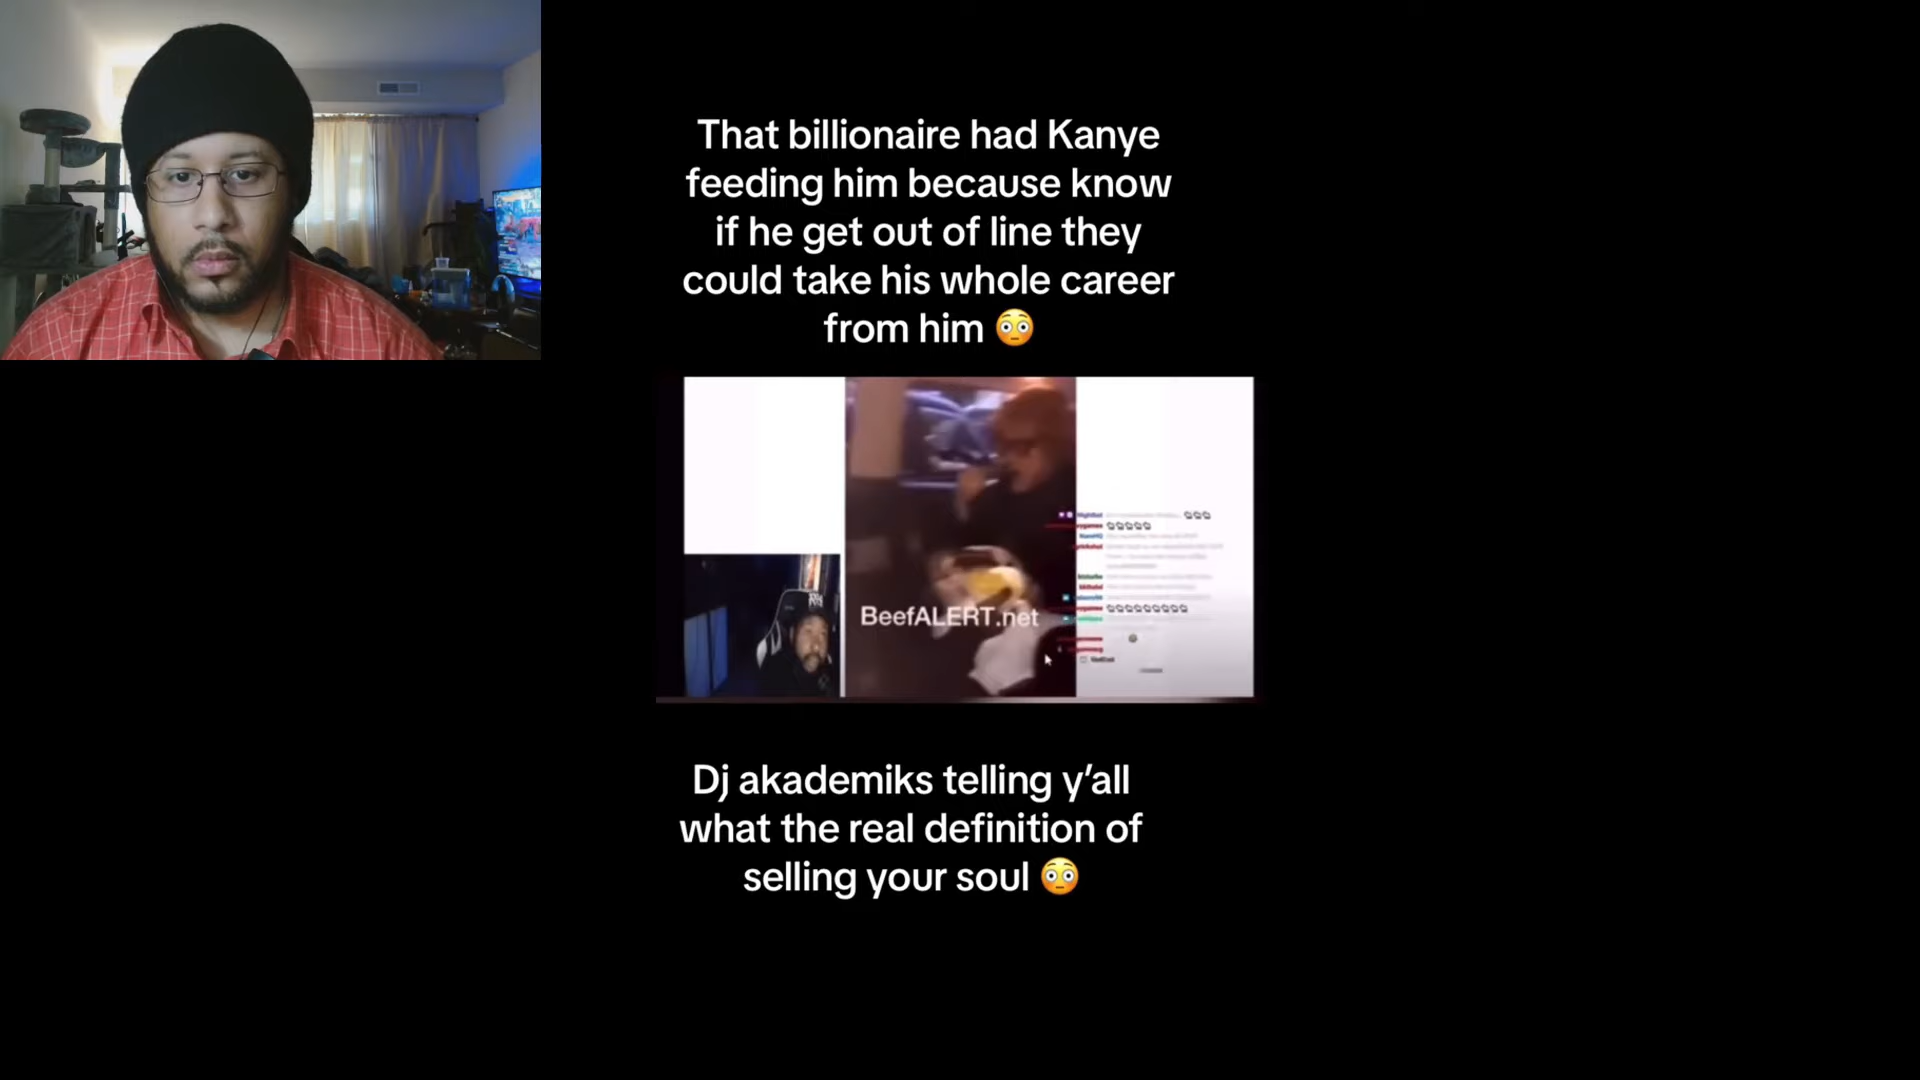 That billionaire had Kanye
feeding him because know
if he get out of line they
could take his whole career
from him 😳
BeefALERT.net
Dj akademiks telling y’all
what the real definition of
selling your soul 😳